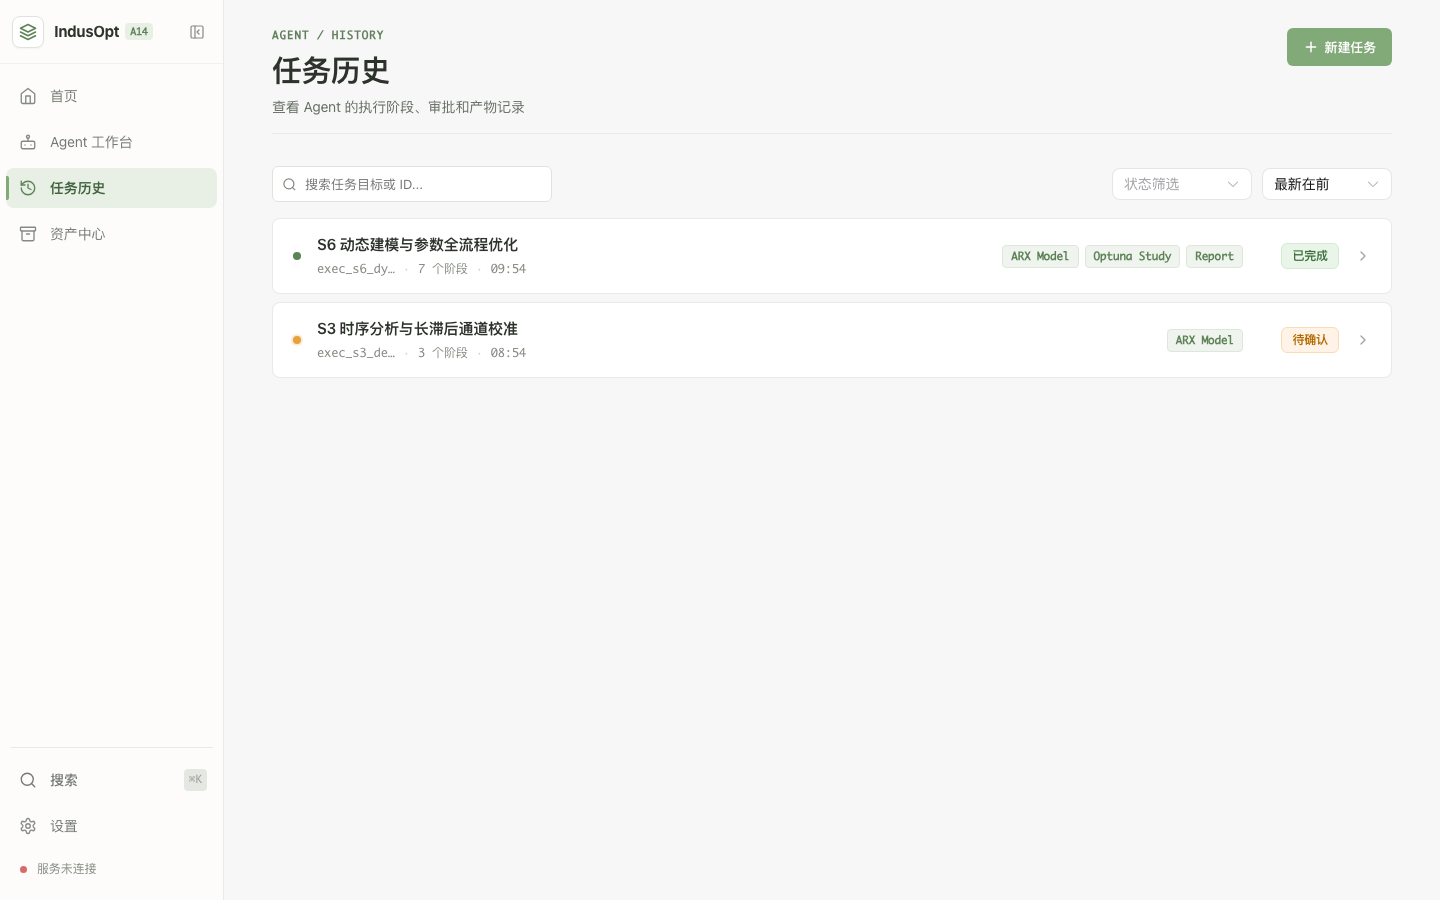 IndusOpt A14
首页
Agent 工作台
任务历史
资产中心
搜索 ⌘K
设置
服务未连接
AGENT / HISTORY
任务历史
查看 Agent 的执行阶段、审批和产物记录
新建任务
搜索任务目标或 ID...
状态筛选
最新在前
S6 动态建模与参数全流程优化
exec_s6_dy… · 7 个阶段 · 09:54
ARX Model
Optuna Study
Report
已完成
S3 时序分析与长滞后通道校准
exec_s3_de… · 3 个阶段 · 08:54
ARX Model
待确认